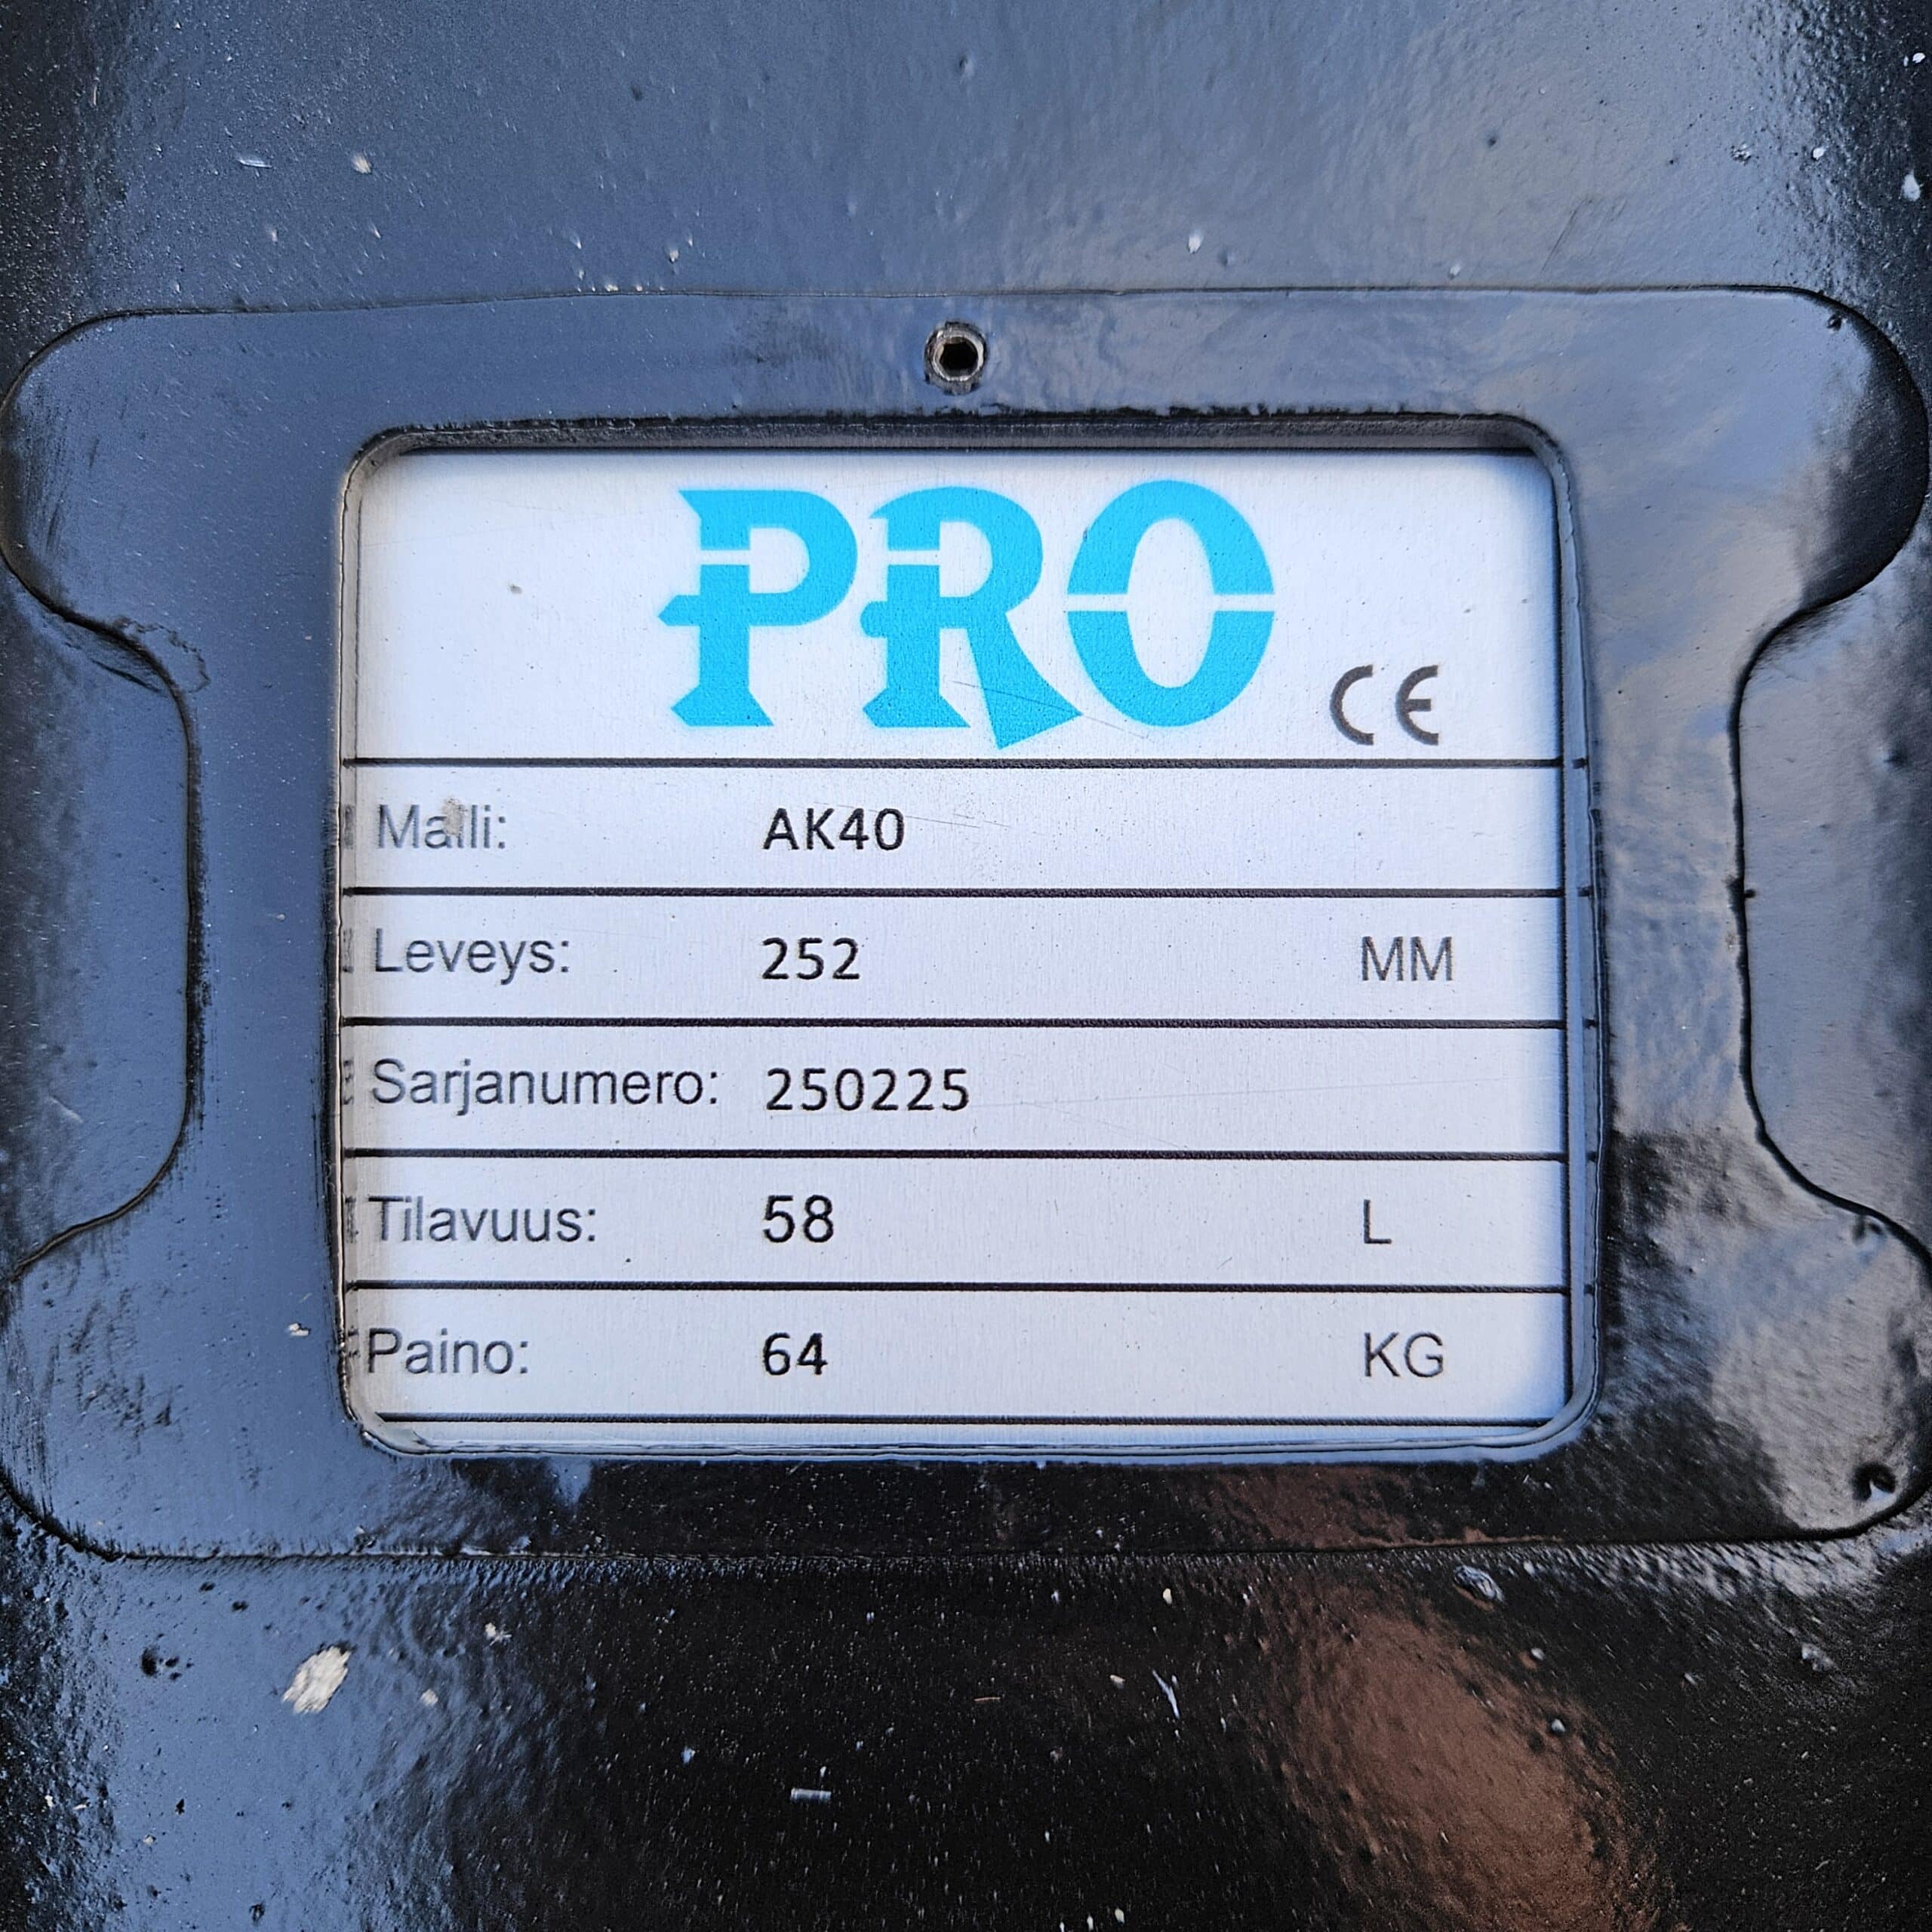 PRO
CE
Malli: AK40
Leveys: 252 MM
Sarjanumero: 250225
Tilavuus: 58 L
Paino: 64 KG